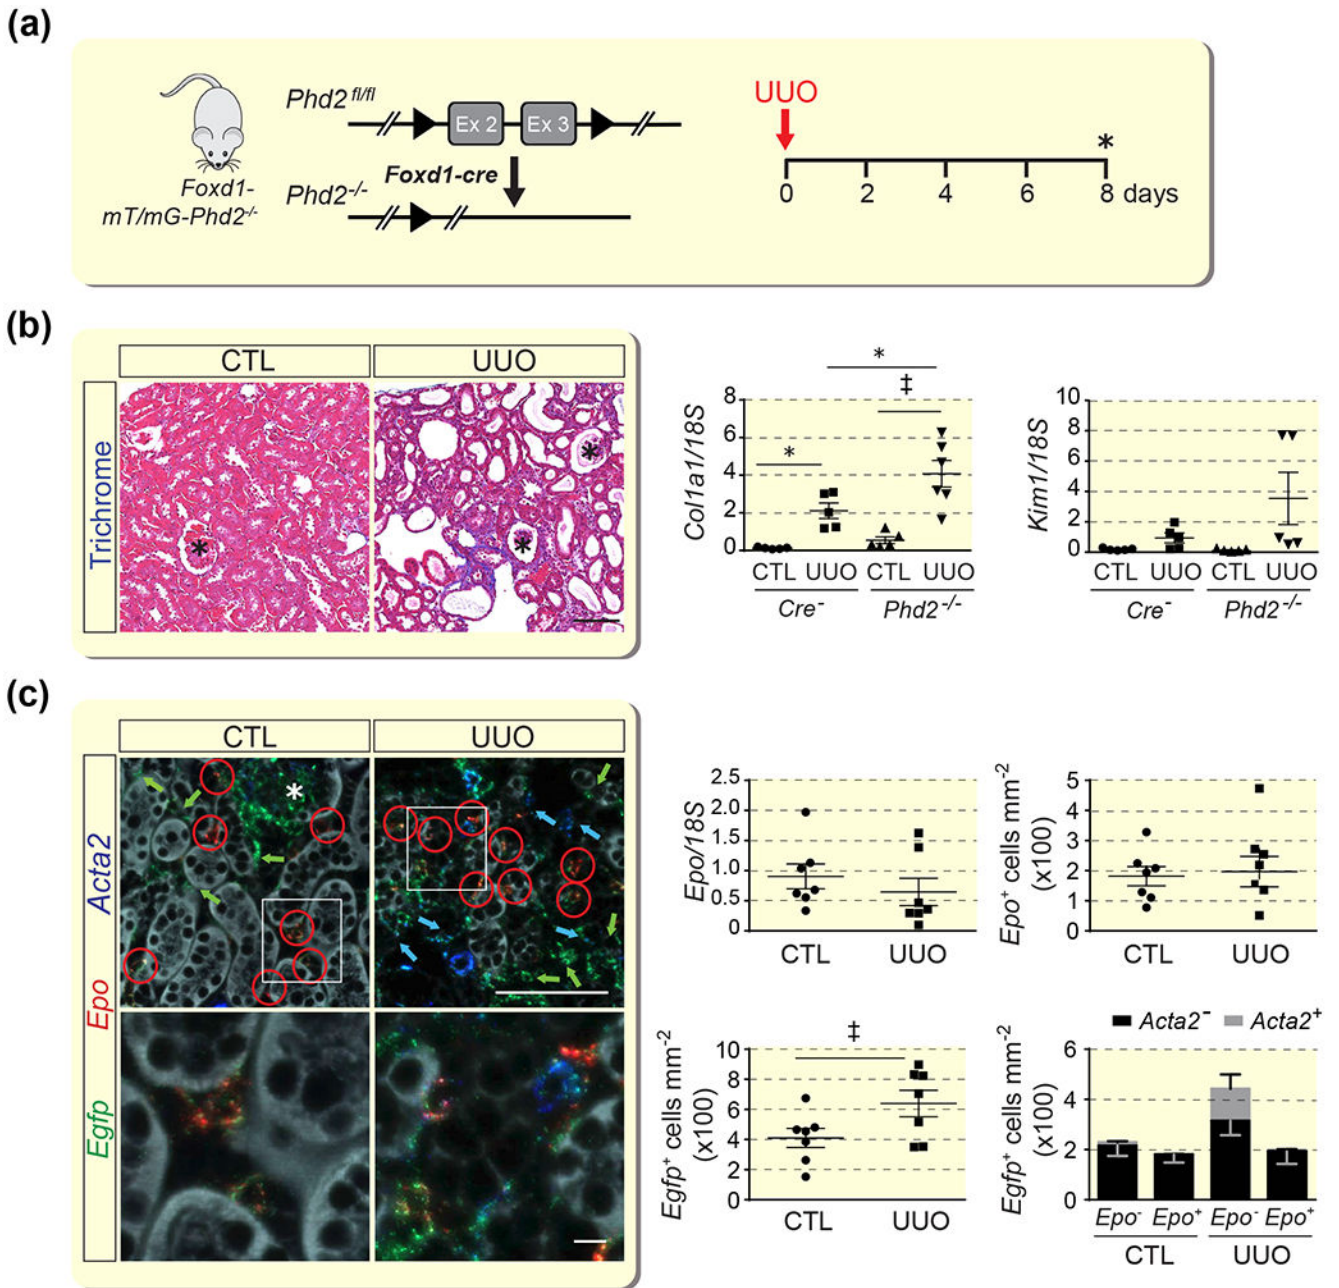 (a)
Phd2 fl/fl
Ex 2
Ex 3
Foxd1-cre
Phd2-/-
Foxd1-
mT/mG-Phd2-/-
UUO
*
0 2 4 6 8 days
(b)
CTL UUO
Trichrome
* * *
Col1a1/18S
8
6
4
2
0
* ‡ *
CTL UUO CTL UUO
Cre- Phd2-/-
Kim1/18S
10
8
6
4
2
0
CTL UUO CTL UUO
Cre- Phd2-/-
(c)
CTL UUO
Egfp Epo Acta2
*
Epo/18S
2.5
2.0
1.5
1.0
0.5
0
CTL UUO
Epo+ cells mm-2
(x100)
5
4
3
2
1
0
CTL UUO
Egfp+ cells mm-2
(x100)
10
8
6
4
2
0
‡
CTL UUO
Acta2- Acta2+
Egfp+ cells mm-2
(x100)
6
4
2
0
Epo- Epo+ Epo- Epo+
CTL UUO